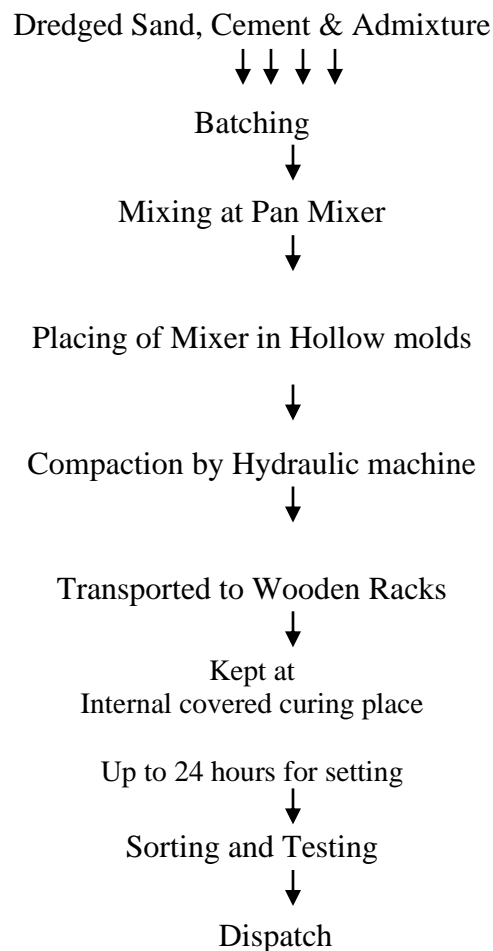 Dredged Sand, Cement & Admixture
Batching
Mixing at Pan Mixer
Placing of Mixer in Hollow molds
Compaction by Hydraulic machine
Transported to Wooden Racks
Kept at
Internal covered curing place
Up to 24 hours for setting
Sorting and Testing
Dispatch